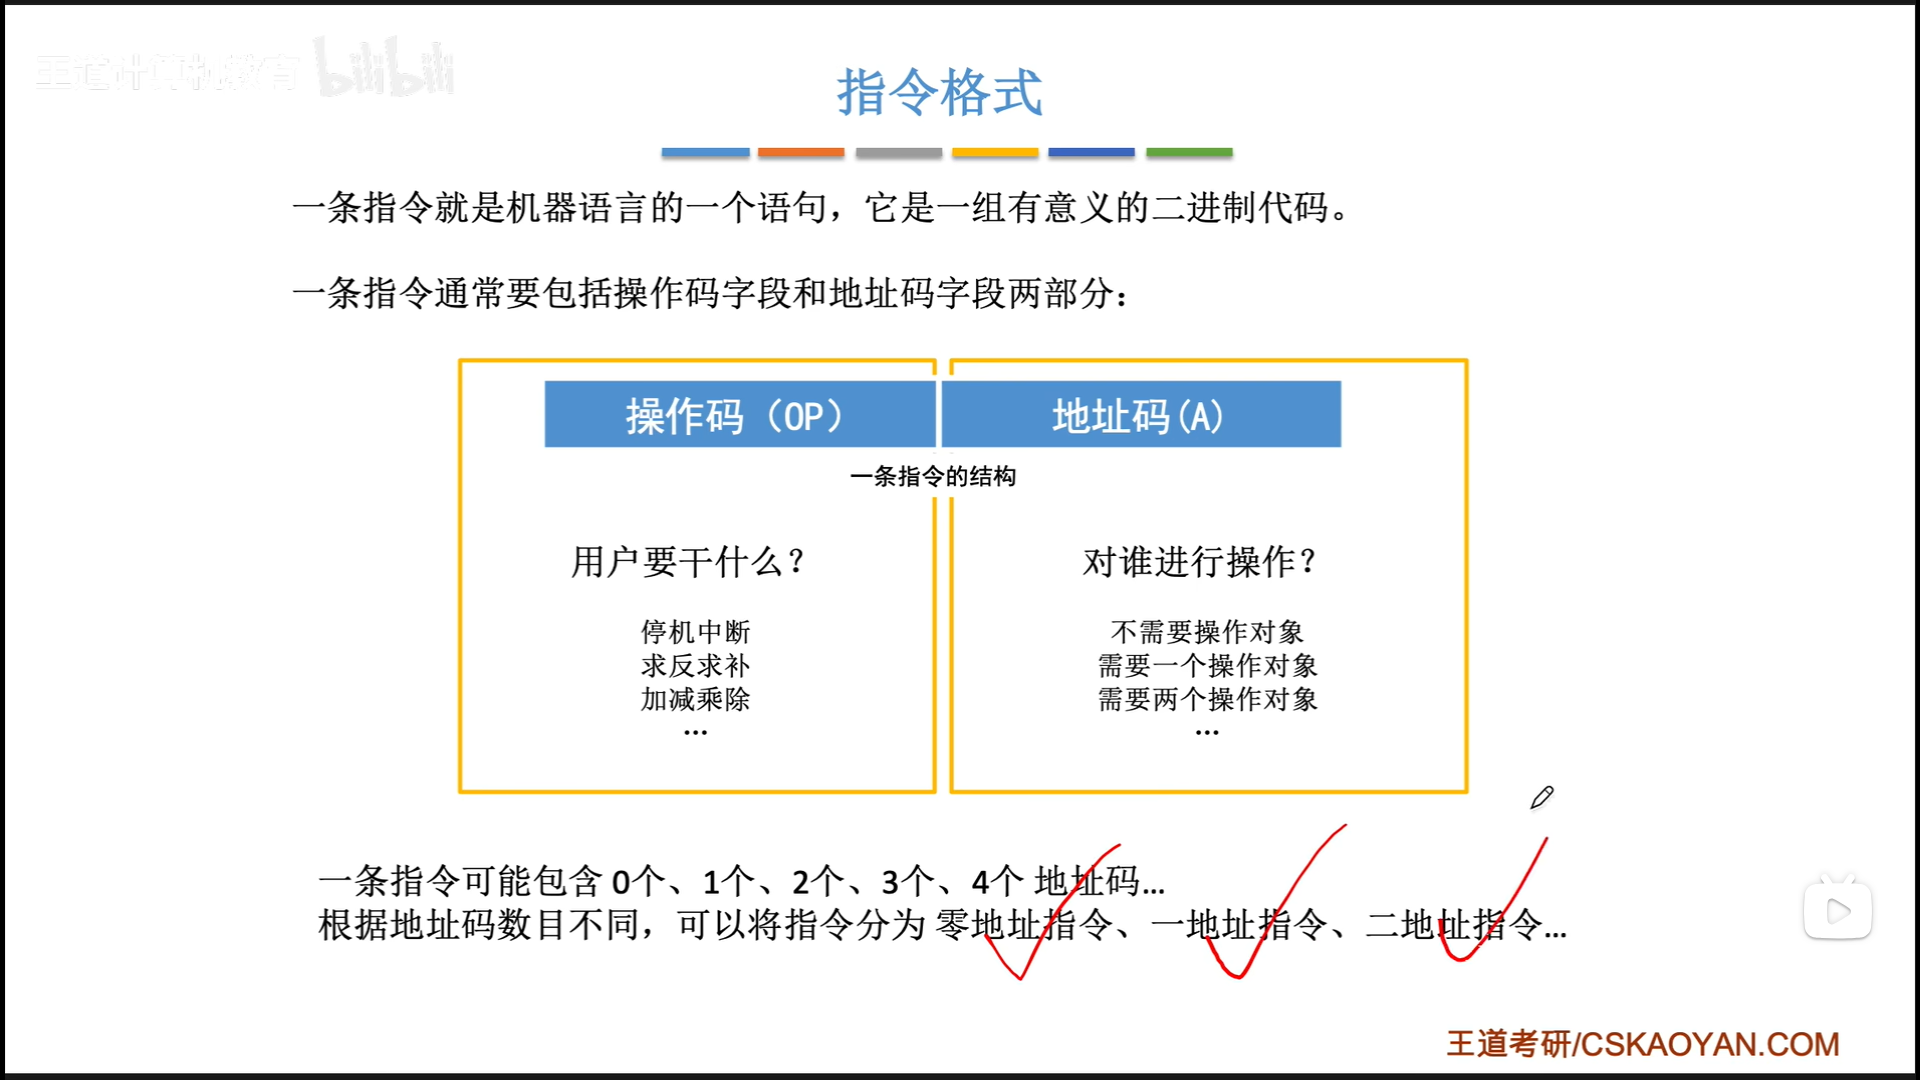 王道计算机教育 bilibili
指令格式
一条指令就是机器语言的一个语句，它是一组有意义的二进制代码。
一条指令通常要包括操作码字段和地址码字段两部分：
操作码（OP） 地址码(A)
一条指令的结构
用户要干什么？ 对谁进行操作？
停机中断 不需要操作对象
求反求补 需要一个操作对象
加减乘除 需要两个操作对象
… …
一条指令可能包含 0个、1个、2个、3个、4个 地址码…
根据地址码数目不同，可以将指令分为 零地址指令、一地址指令、二地址指令…
王道考研/CSKAOYAN.COM